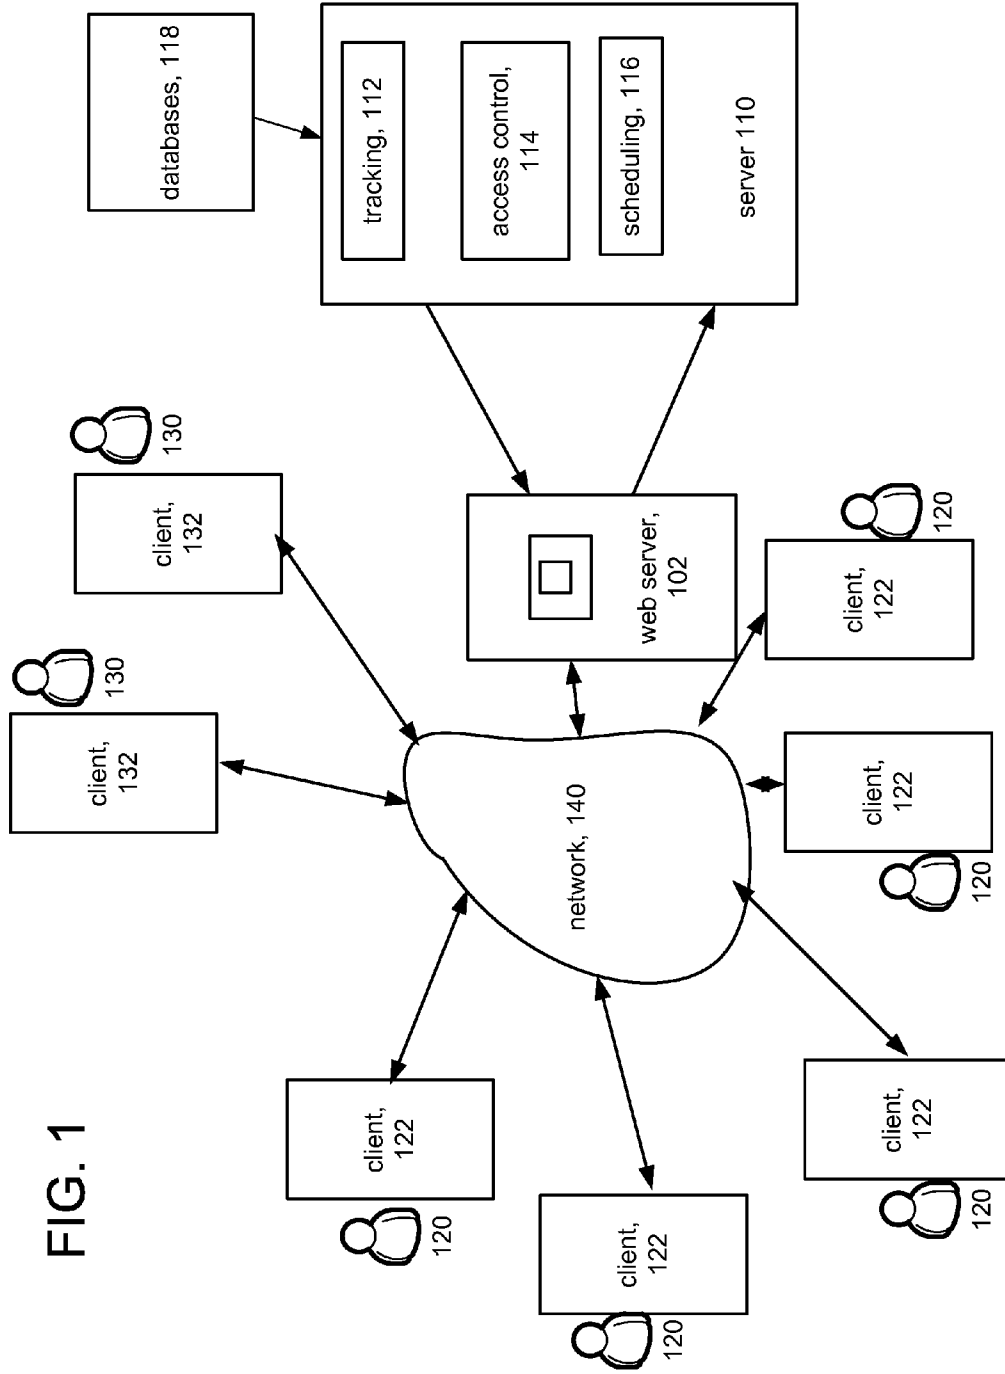 FIG. 1
client,
132
130
client,
132
130
databases, 118
client,
122
120
tracking, 112
access control,
114
scheduling, 116
server 110
network, 140
web server,
102
client,
122
120
client,
122
120
client,
122
120
client,
122
120